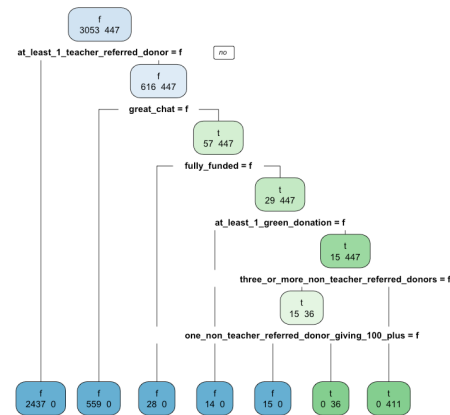 f
3053 447
at_least_1_teacher_referred_donor = f
no
f
616 447
great_chat = f
t
57 447
fully_funded = f
t
29 447
at_least_1_green_donation = f
t
15 447
three_or_more_non_teacher_referred_donors = f
t
15 36
one_non_teacher_referred_donor_giving_100_plus = f
f
2437 0
f
559 0
f
28 0
f
14 0
f
15 0
t
0 36
t
0 411